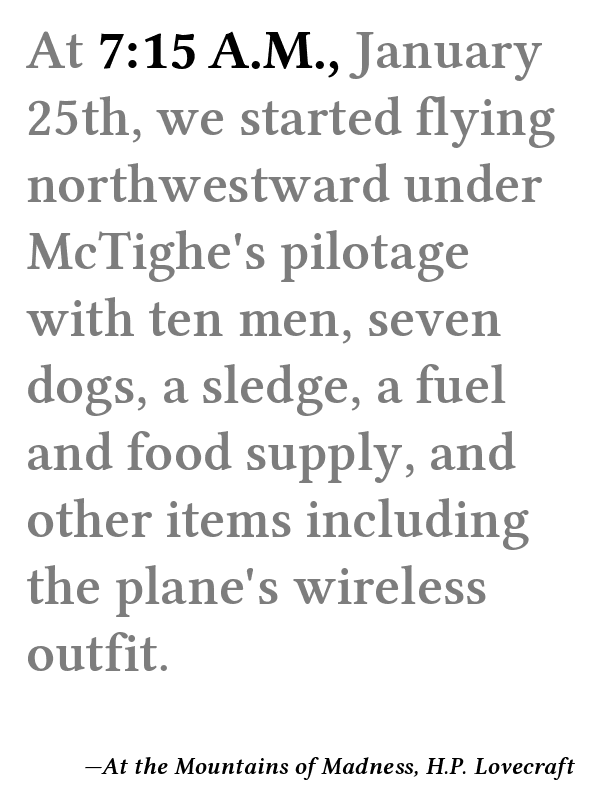 At 7:15 A.M., January
25th, we started flying
northwestward under
McTighe's pilotage
with ten men, seven
dogs, a sledge, a fuel
and food supply, and
other items including
the plane's wireless
outfit.
—At the Mountains of Madness, H.P. Lovecraft